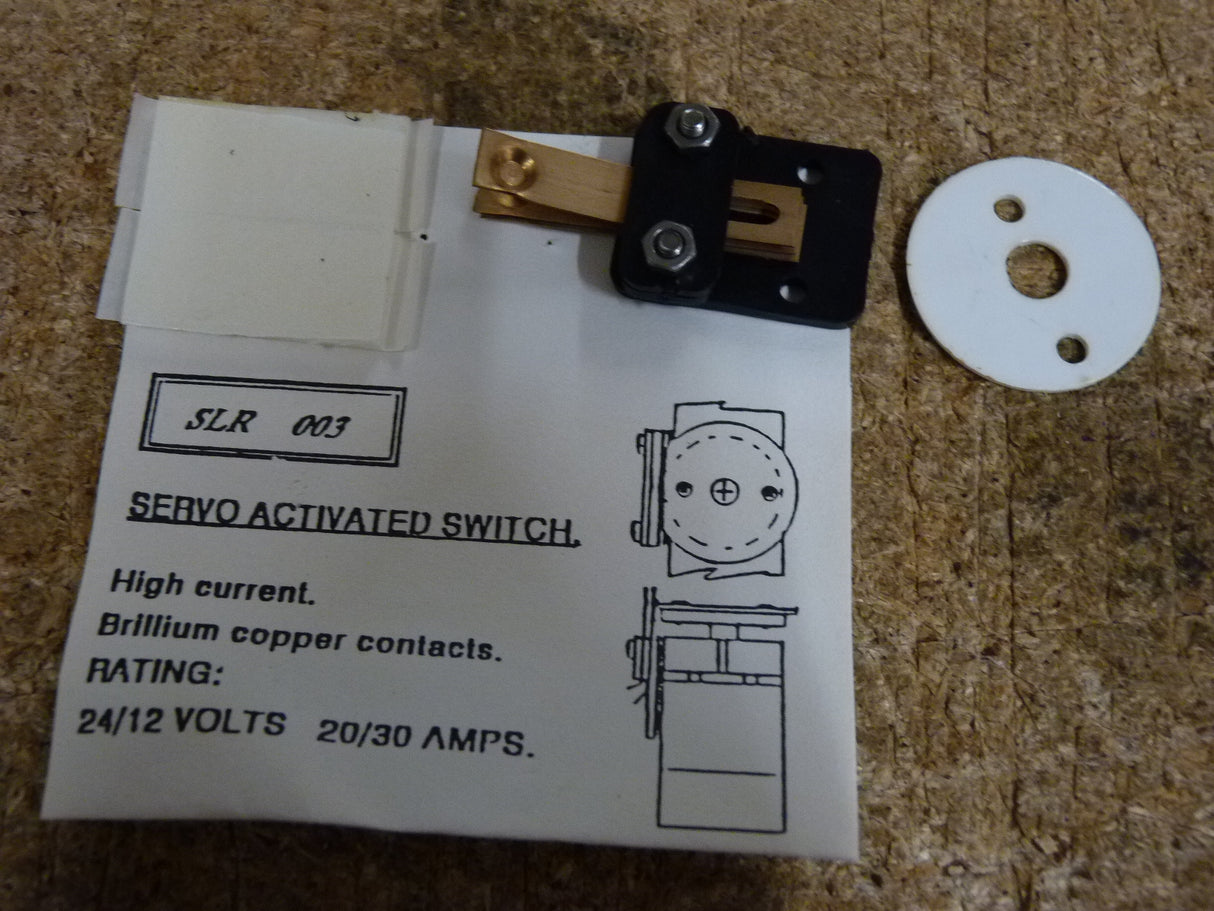 SLR 003
SERVO ACTIVATED SWITCH.
High current.
Brillium copper contacts.
RATING:
24/12 VOLTS 20/30 AMPS.